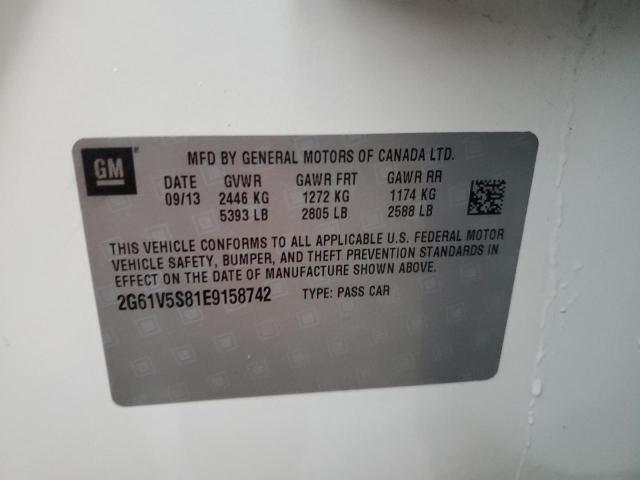 GM
MFD BY GENERAL MOTORS OF CANADA LTD.
DATE GVWR GAWR FRT GAWR RR
09/13 2446 KG 1272 KG 1174 KG
5393 LB 2805 LB 2588 LB
THIS VEHICLE CONFORMS TO ALL APPLICABLE U.S. FEDERAL MOTOR
VEHICLE SAFETY, BUMPER, AND THEFT PREVENTION STANDARDS IN
EFFECT ON THE DATE OF MANUFACTURE SHOWN ABOVE.
2G61V5S81E9158742 TYPE: PASS CAR